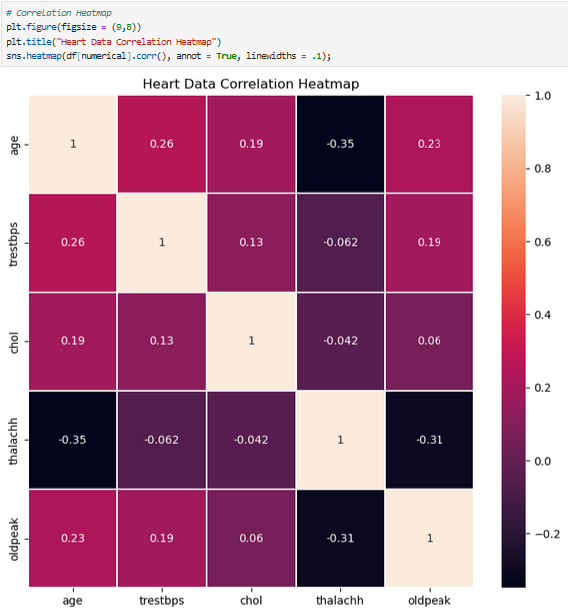 # Correlation Heatmap
plt.figure(figsize = (9,8))
plt.title("Heart Data Correlation Heatmap")
sns.heatmap(df[numerical].corr(), annot = True, linewidths = .1);
Heart Data Correlation Heatmap
1.0
age 1 0.26 0.19 -0.35 0.23
0.8
trestbps 0.26 1 0.13 -0.062 0.19
0.6
0.4
chol 0.19 0.13 1 -0.042 0.06
0.2
thalachh -0.35 -0.062 -0.042 1 -0.31
0.0
oldpeak 0.23 0.19 0.06 -0.31 1
−0.2
age trestbps chol thalachh oldpeak